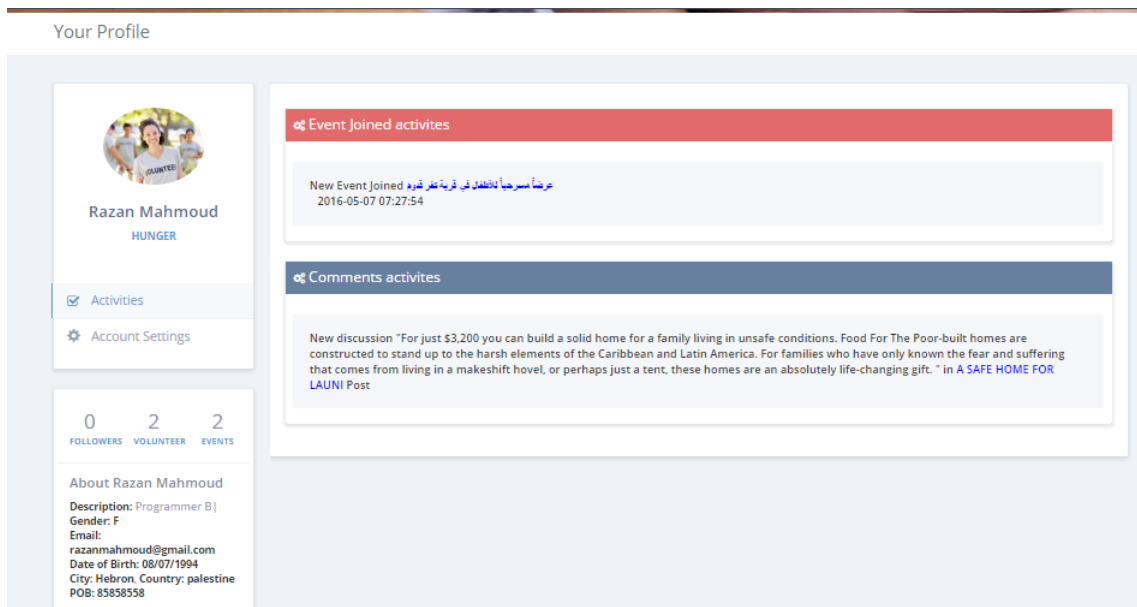 Your Profile
VOLUNTEER
Razan Mahmoud
HUNGER
Activities
Account Settings
0 2 2
FOLLOWERS VOLUNTEER EVENTS
About Razan Mahmoud
Description: Programmer B|
Gender: F
Email:
razanmahmoud@gmail.com
Date of Birth: 08/07/1994
City: Hebron, Country: palestine
POB: 85858558
Event Joined activites
New Event Joined عرضاً مسرحياً للأطفال في قرية كفر قدوم
2016-05-07 07:27:54
Comments activites
New discussion "For just $3,200 you can build a solid home for a family living in unsafe conditions. Food For The Poor-built homes are
constructed to stand up to the harsh elements of the Caribbean and Latin America. For families who have only known the fear and suffering
that comes from living in a makeshift hovel, or perhaps just a tent, these homes are an absolutely life-changing gift. " in A SAFE HOME FOR
LAUNI Post